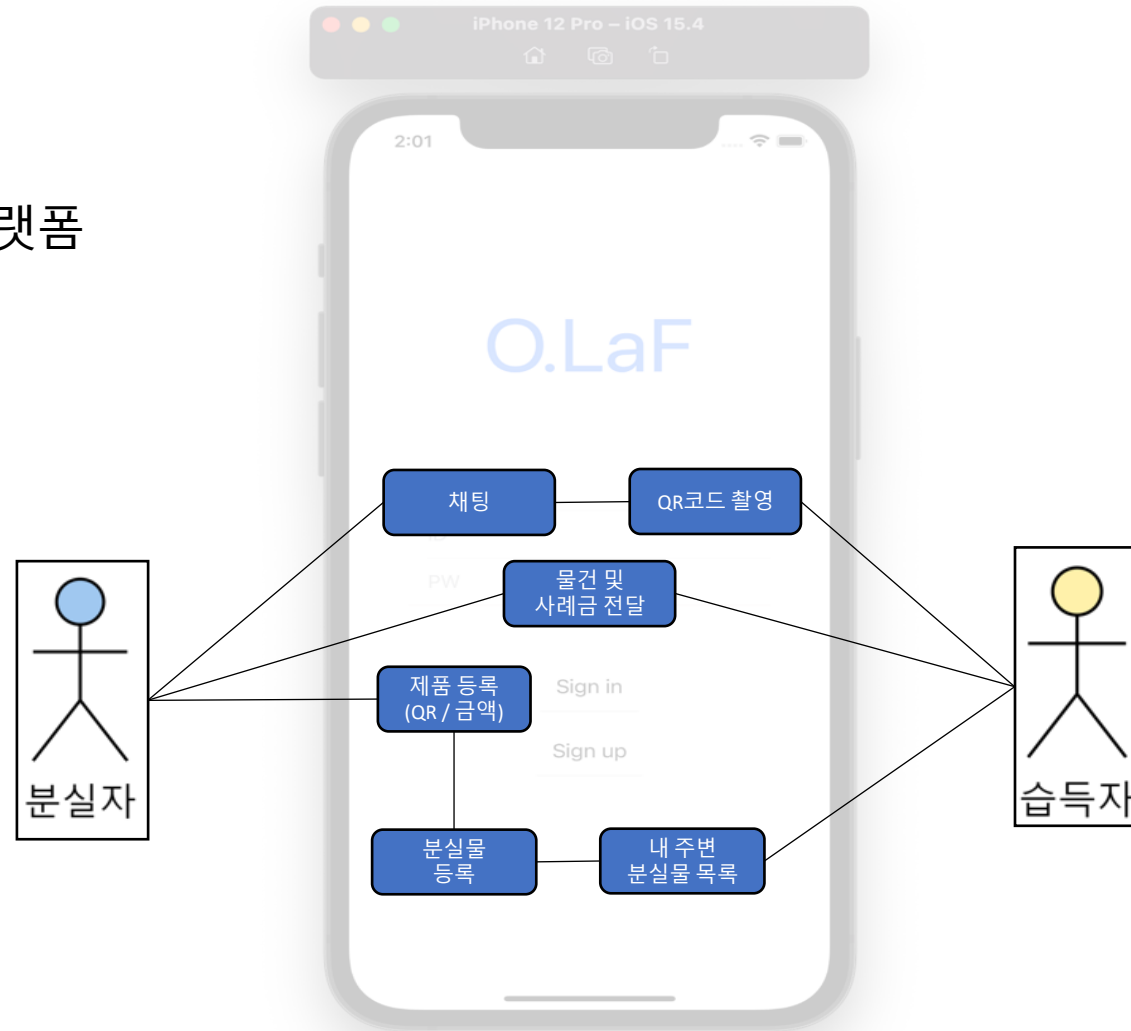 iPhone 12 Pro – iOS 15.4
2:01
랫폼
O.LaF
채팅
QR코드 촬영
PW
물건 및
사례금 전달
제품 등록
(QR / 금액)
Sign in
Sign up
분실자
습득자
분실물
등록
내 주변
분실물 목록